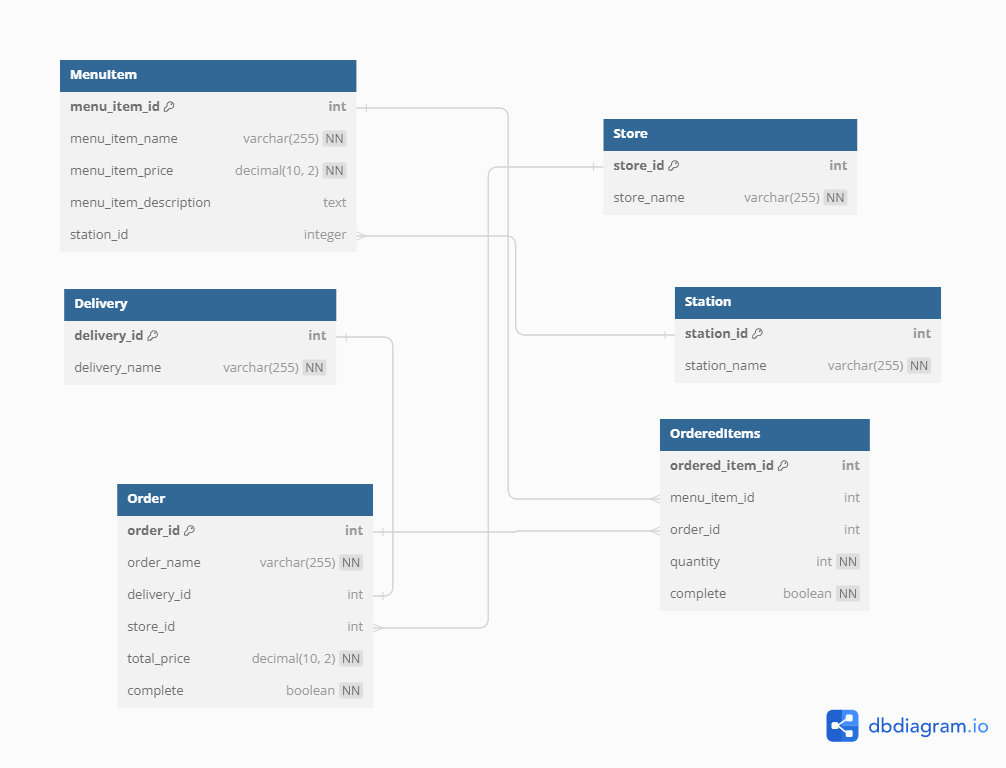 MenuItem
menu_item_id int
menu_item_name varchar(255) NN
menu_item_price decimal(10, 2) NN
menu_item_description text
station_id integer
Store
store_id int
store_name varchar(255) NN
Delivery
delivery_id int
delivery_name varchar(255) NN
Station
station_id int
station_name varchar(255) NN
OrderedItems
ordered_item_id int
menu_item_id int
order_id int
quantity int NN
complete boolean NN
Order
order_id int
order_name varchar(255) NN
delivery_id int
store_id int
total_price decimal(10, 2) NN
complete boolean NN
dbdiagram.io